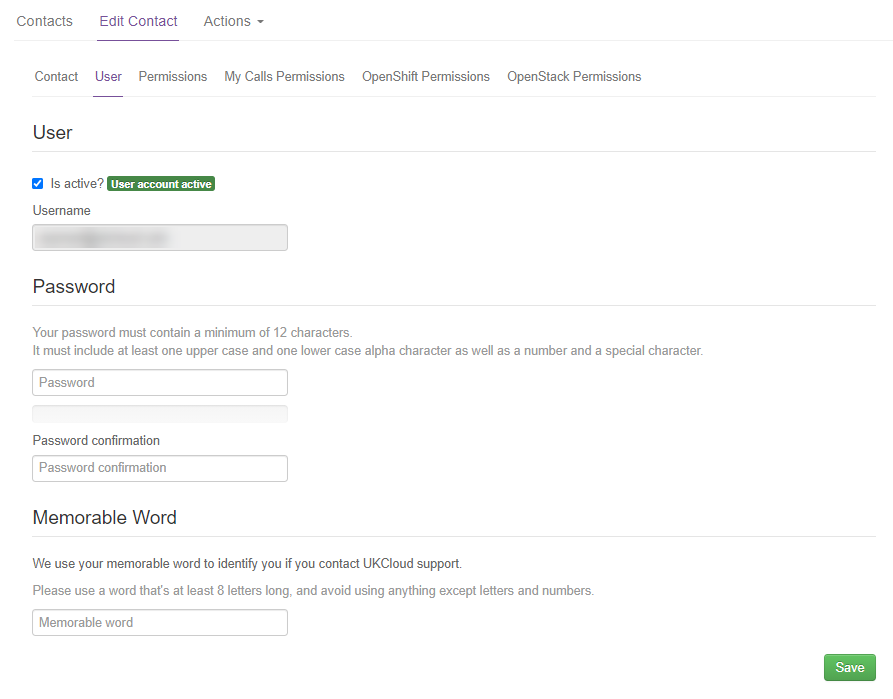 Contacts Edit Contact Actions
Contact User Permissions My Calls Permissions OpenShift Permissions OpenStack Permissions
User
Is active? User account active
Username
Password
Your password must contain a minimum of 12 characters.
It must include at least one upper case and one lower case alpha character as well as a number and a special character.
Password
Password confirmation
Password confirmation
Memorable Word
We use your memorable word to identify you if you contact UKCloud support.
Please use a word that's at least 8 letters long, and avoid using anything except letters and numbers.
Memorable word
Save